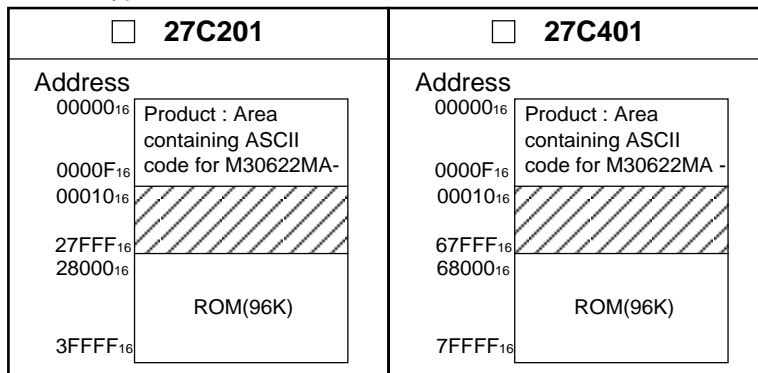 □ 27C201
Address
00000₁₆
Product : Area
containing ASCII
code for M30622MA-
0000F₁₆
00010₁₆
27FFF₁₆
28000₁₆
ROM(96K)
3FFFF₁₆
□ 27C401
Address
00000₁₆
Product : Area
containing ASCII
code for M30622MA -
0000F₁₆
00010₁₆
67FFF₁₆
68000₁₆
ROM(96K)
7FFFF₁₆